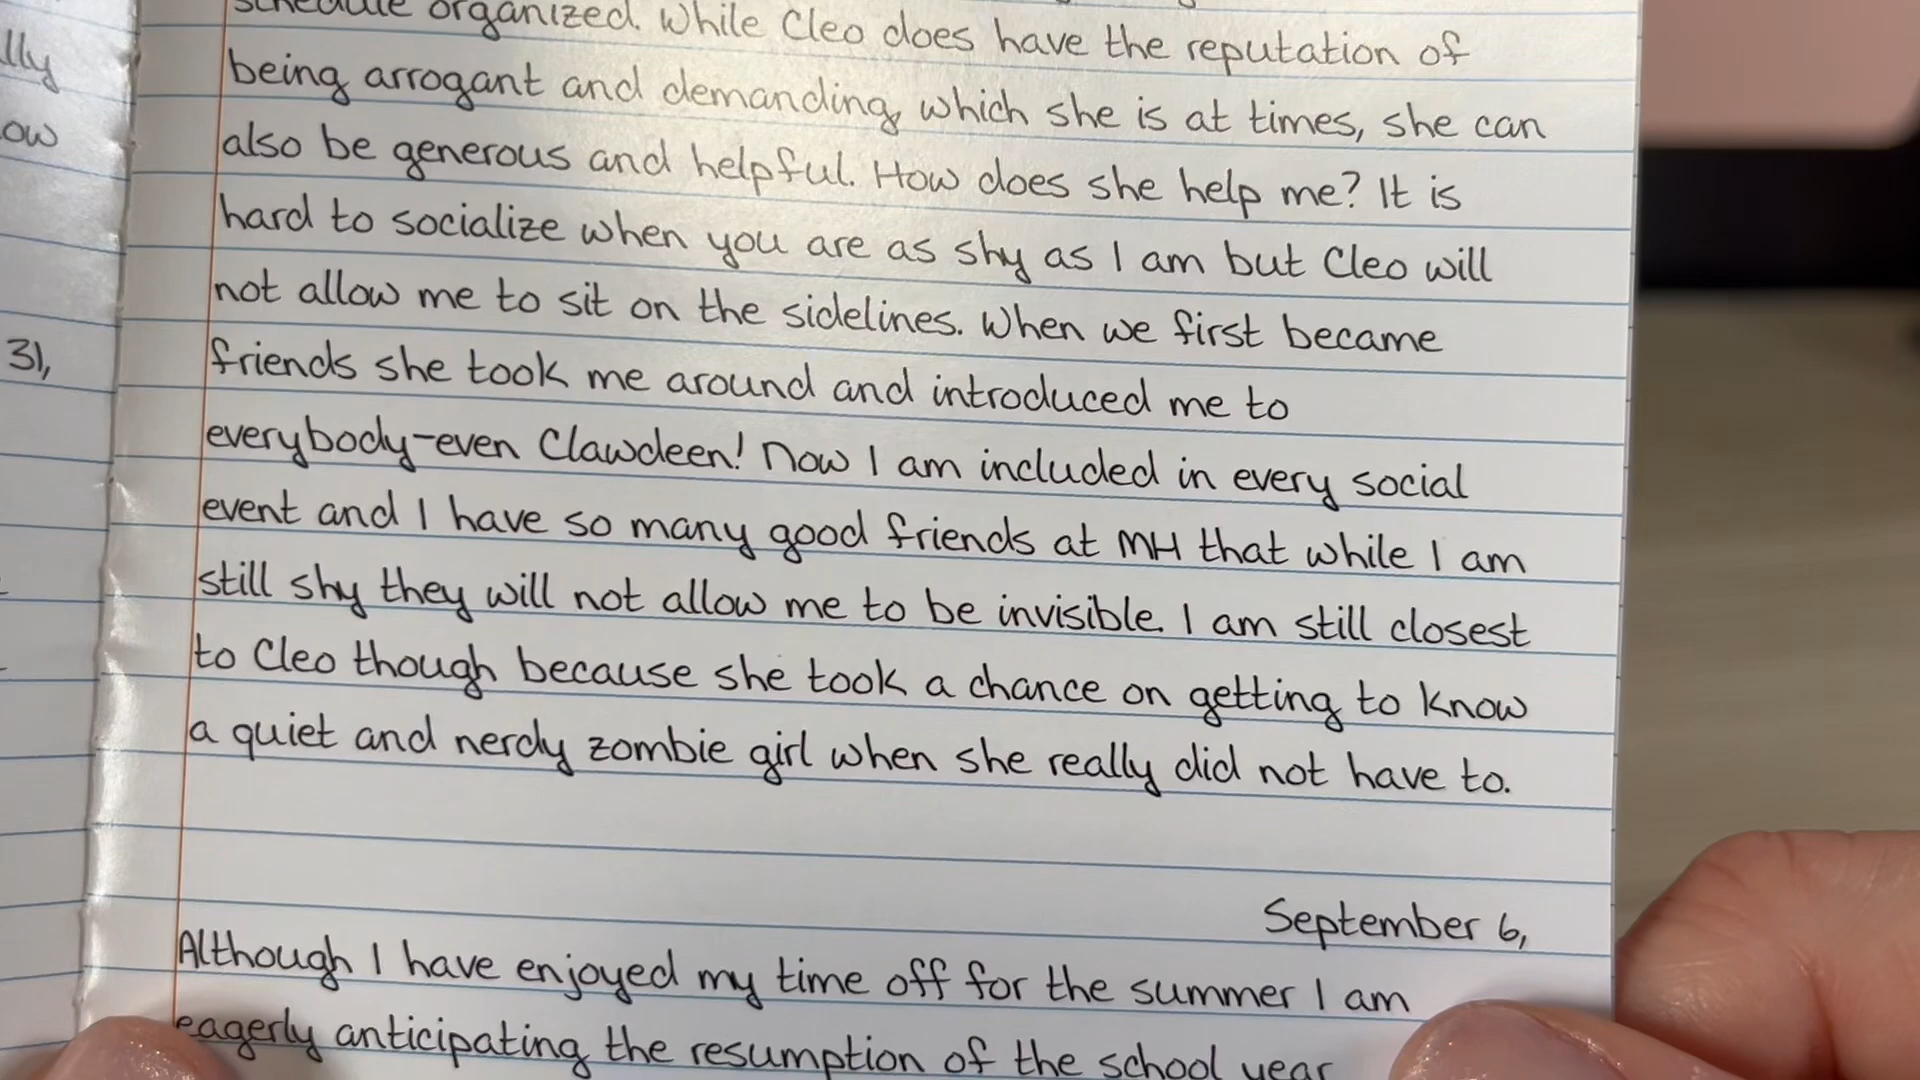 lly
ow
31,
schedule organized. While Cleo does have the reputation of
being arrogant and demanding, which she is at times, she can
also be generous and helpful. How does she help me? It is
hard to socialize when you are as shy as I am but Cleo will
not allow me to sit on the sidelines. When we first became
friends she took me around and introduced me to
everybody-even Clawdeen! Now I am included in every social
event and I have so many good friends at MH that while I am
still shy they will not allow me to be invisible. I am still closest
to Cleo though because she took a chance on getting to know
a quiet and nerdy zombie girl when she really did not have to.
September 6,
Although I have enjoyed my time off for the summer I am
eagerly anticipating the resumption of the school year